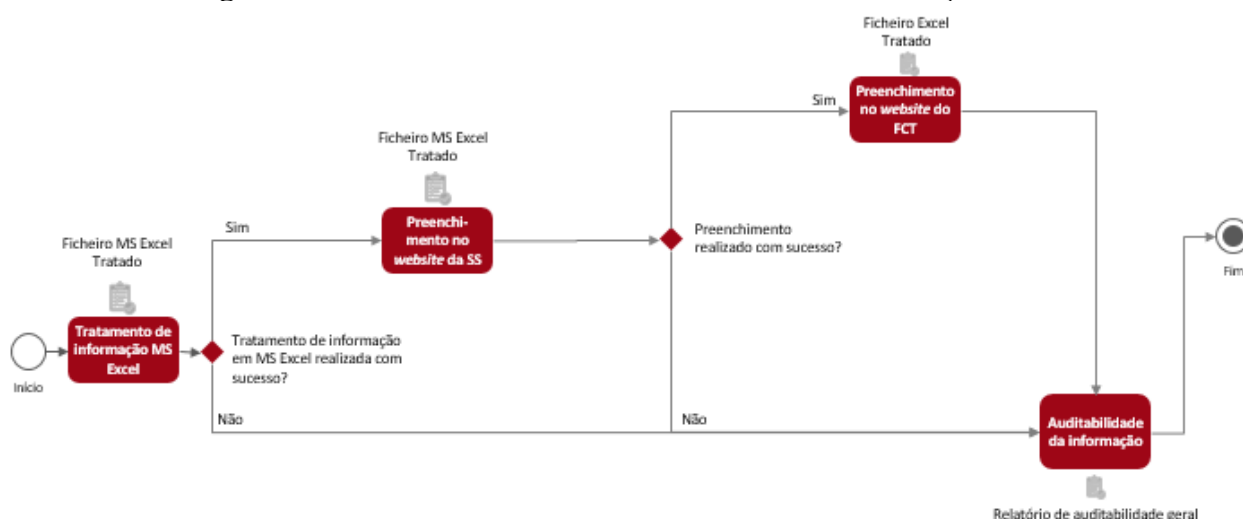 Ficheiro Excel
Tratado
Sim
Preenchimento
no website do
FCT
Ficheiro MS Excel
Tratado
Sim
Preenchi-
mento no
website da SS
Preenchimento
realizado com sucesso?
Ficheiro MS Excel
Tratado
Fim
Tratamento de
informação MS
Excel
Tratamento de informação
em MS Excel realizada com
sucesso?
Início
Não
Não
Auditabilidade
da informação
Relatório de auditabilidade geral